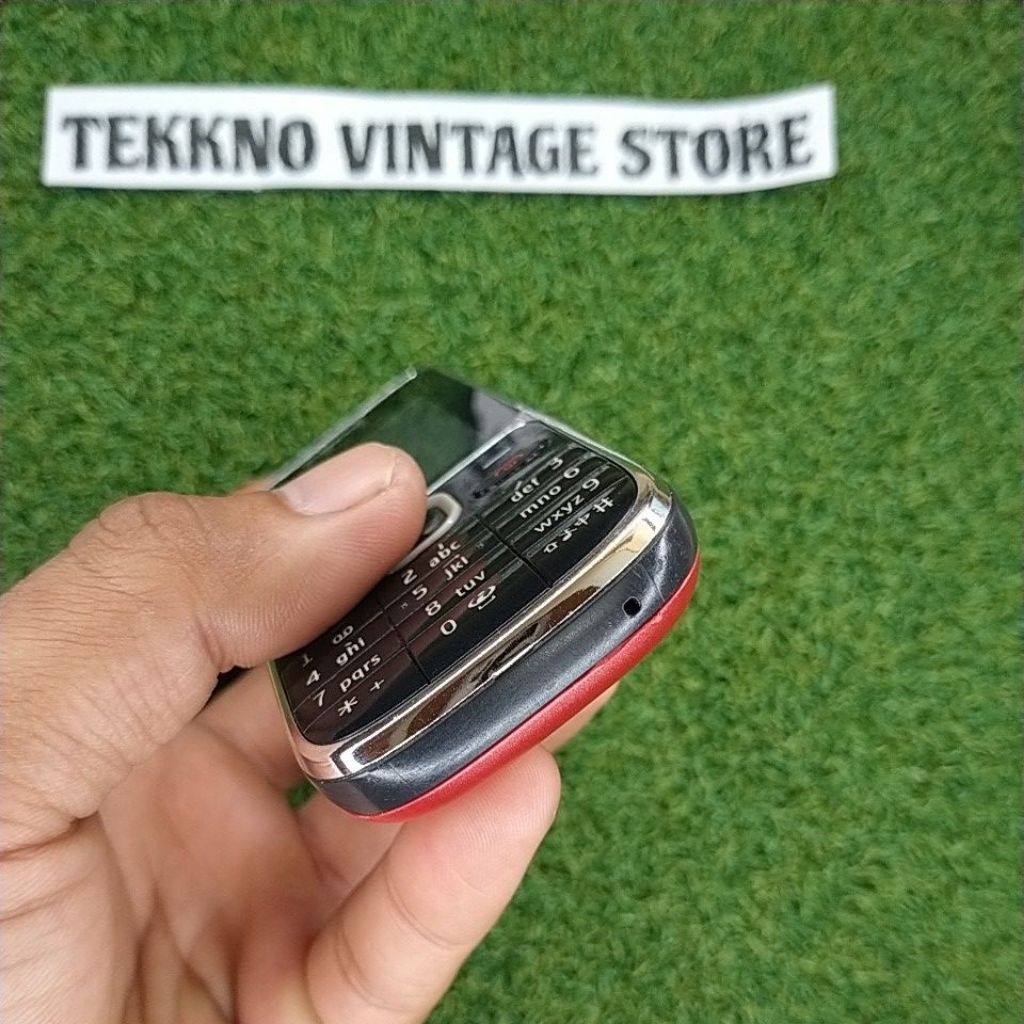 TEKKNO VINTAGE STORE
def 3
mno 6
wxyz 9
#
2 abc
5 jkl
8 tuv
0
1
4 ghi
7 pqrs
* +